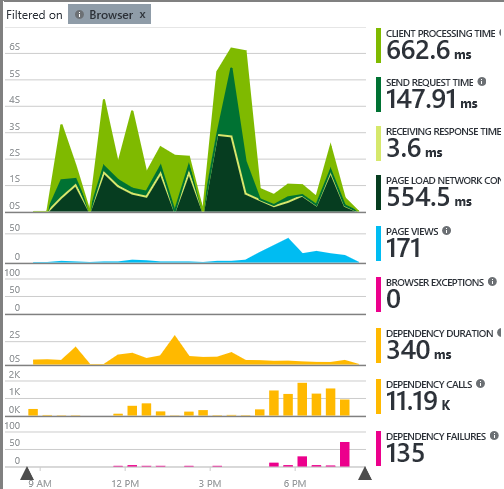 Filtered on Browser x
6S
5S
4S
3S
2S
1S
0S
CLIENT PROCESSING TIME
662.6 ms
SEND REQUEST TIME
147.91 ms
RECEIVING RESPONSE TIME
3.6 ms
PAGE LOAD NETWORK CON
554.5 ms
50
0
PAGE VIEWS
171
100
50
0
BROWSER EXCEPTIONS
0
2S
0S
DEPENDENCY DURATION
340 ms
2K
1K
0K
DEPENDENCY CALLS
11.19 K
100
50
0
DEPENDENCY FAILURES
135
9 AM 12 PM 3 PM 6 PM